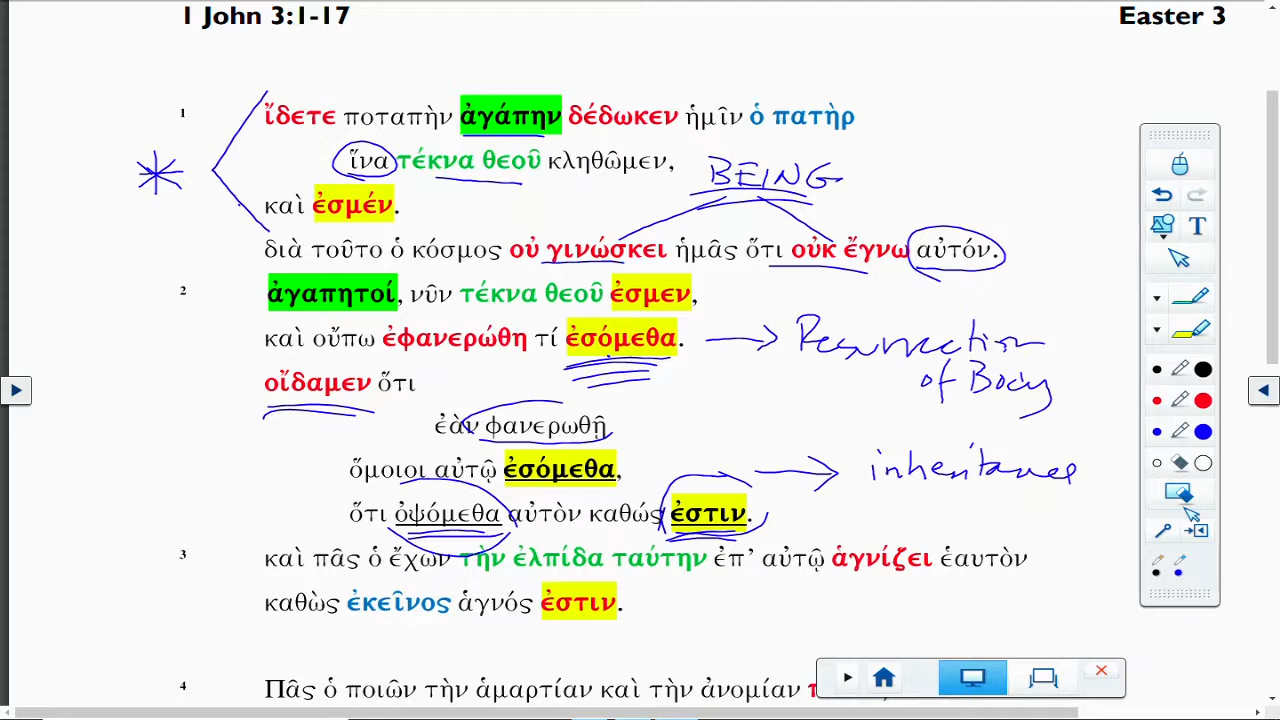 1 John 3:1-17
Easter 3
1 ἴδετε ποταπὴν ἀγάπην δέδωκεν ἡμῖν ὁ πατὴρ
ἵνα τέκνα θεοῦ κληθῶμεν,
BEING
καὶ ἐσμέν.
διὰ τοῦτο ὁ κόσμος οὐ γινώσκει ἡμᾶς ὅτι οὐκ ἔγνω αὐτόν.
2 ἀγαπητοί, νῦν τέκνα θεοῦ ἐσμεν,
καὶ οὔπω ἐφανερώθη τί ἐσόμεθα.
Resurrection
of Body
οἴδαμεν ὅτι
ἐὰν φανερωθῇ
ὅμοιοι αὐτῷ ἐσόμεθα,
inheritance
ὅτι ὀψόμεθα αὐτὸν καθώς ἐστιν.
3 καὶ πᾶς ὁ ἔχων τὴν ἐλπίδα ταύτην ἐπ’ αὐτῷ ἁγνίζει ἑαυτὸν
καθὼς ἐκεῖνος ἁγνός ἐστιν.
4 Πᾶς ὁ ποιῶν τὴν ἁμαρτίαν καὶ τὴν ἀνομίαν
T